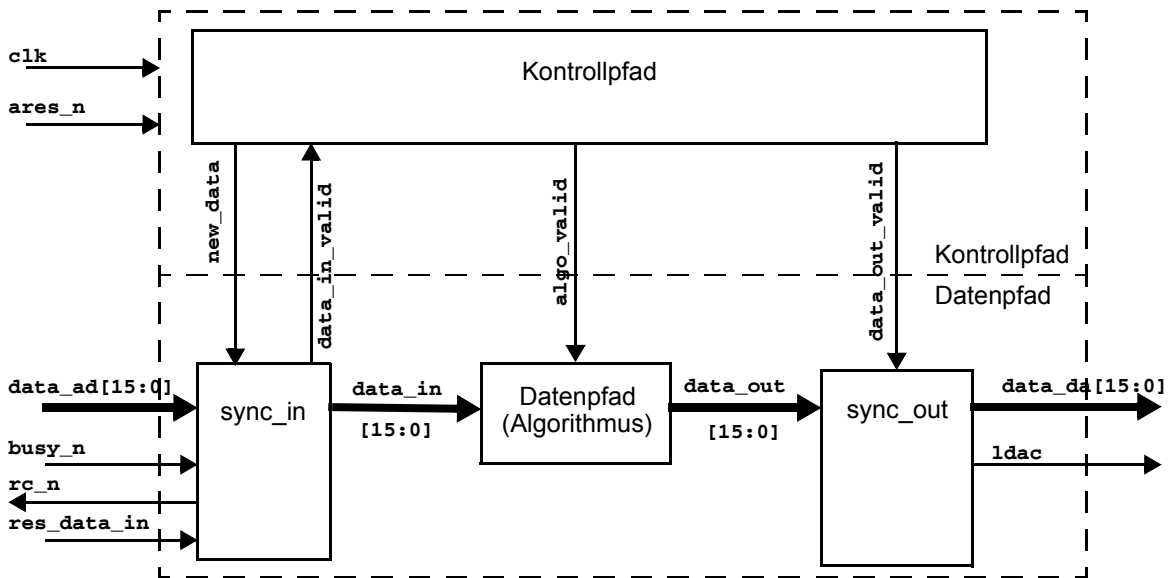 clk
Kontrollpfad
ares_n
new_data
data_in_valid
algo_valid
data_out_valid
Kontrollpfad
Datenpfad
data_ad[15:0]
sync_in
data_in
[15:0]
Datenpfad
(Algorithmus)
data_out
[15:0]
sync_out
data_da[15:0]
busy_n
ldac
rc_n
res_data_in